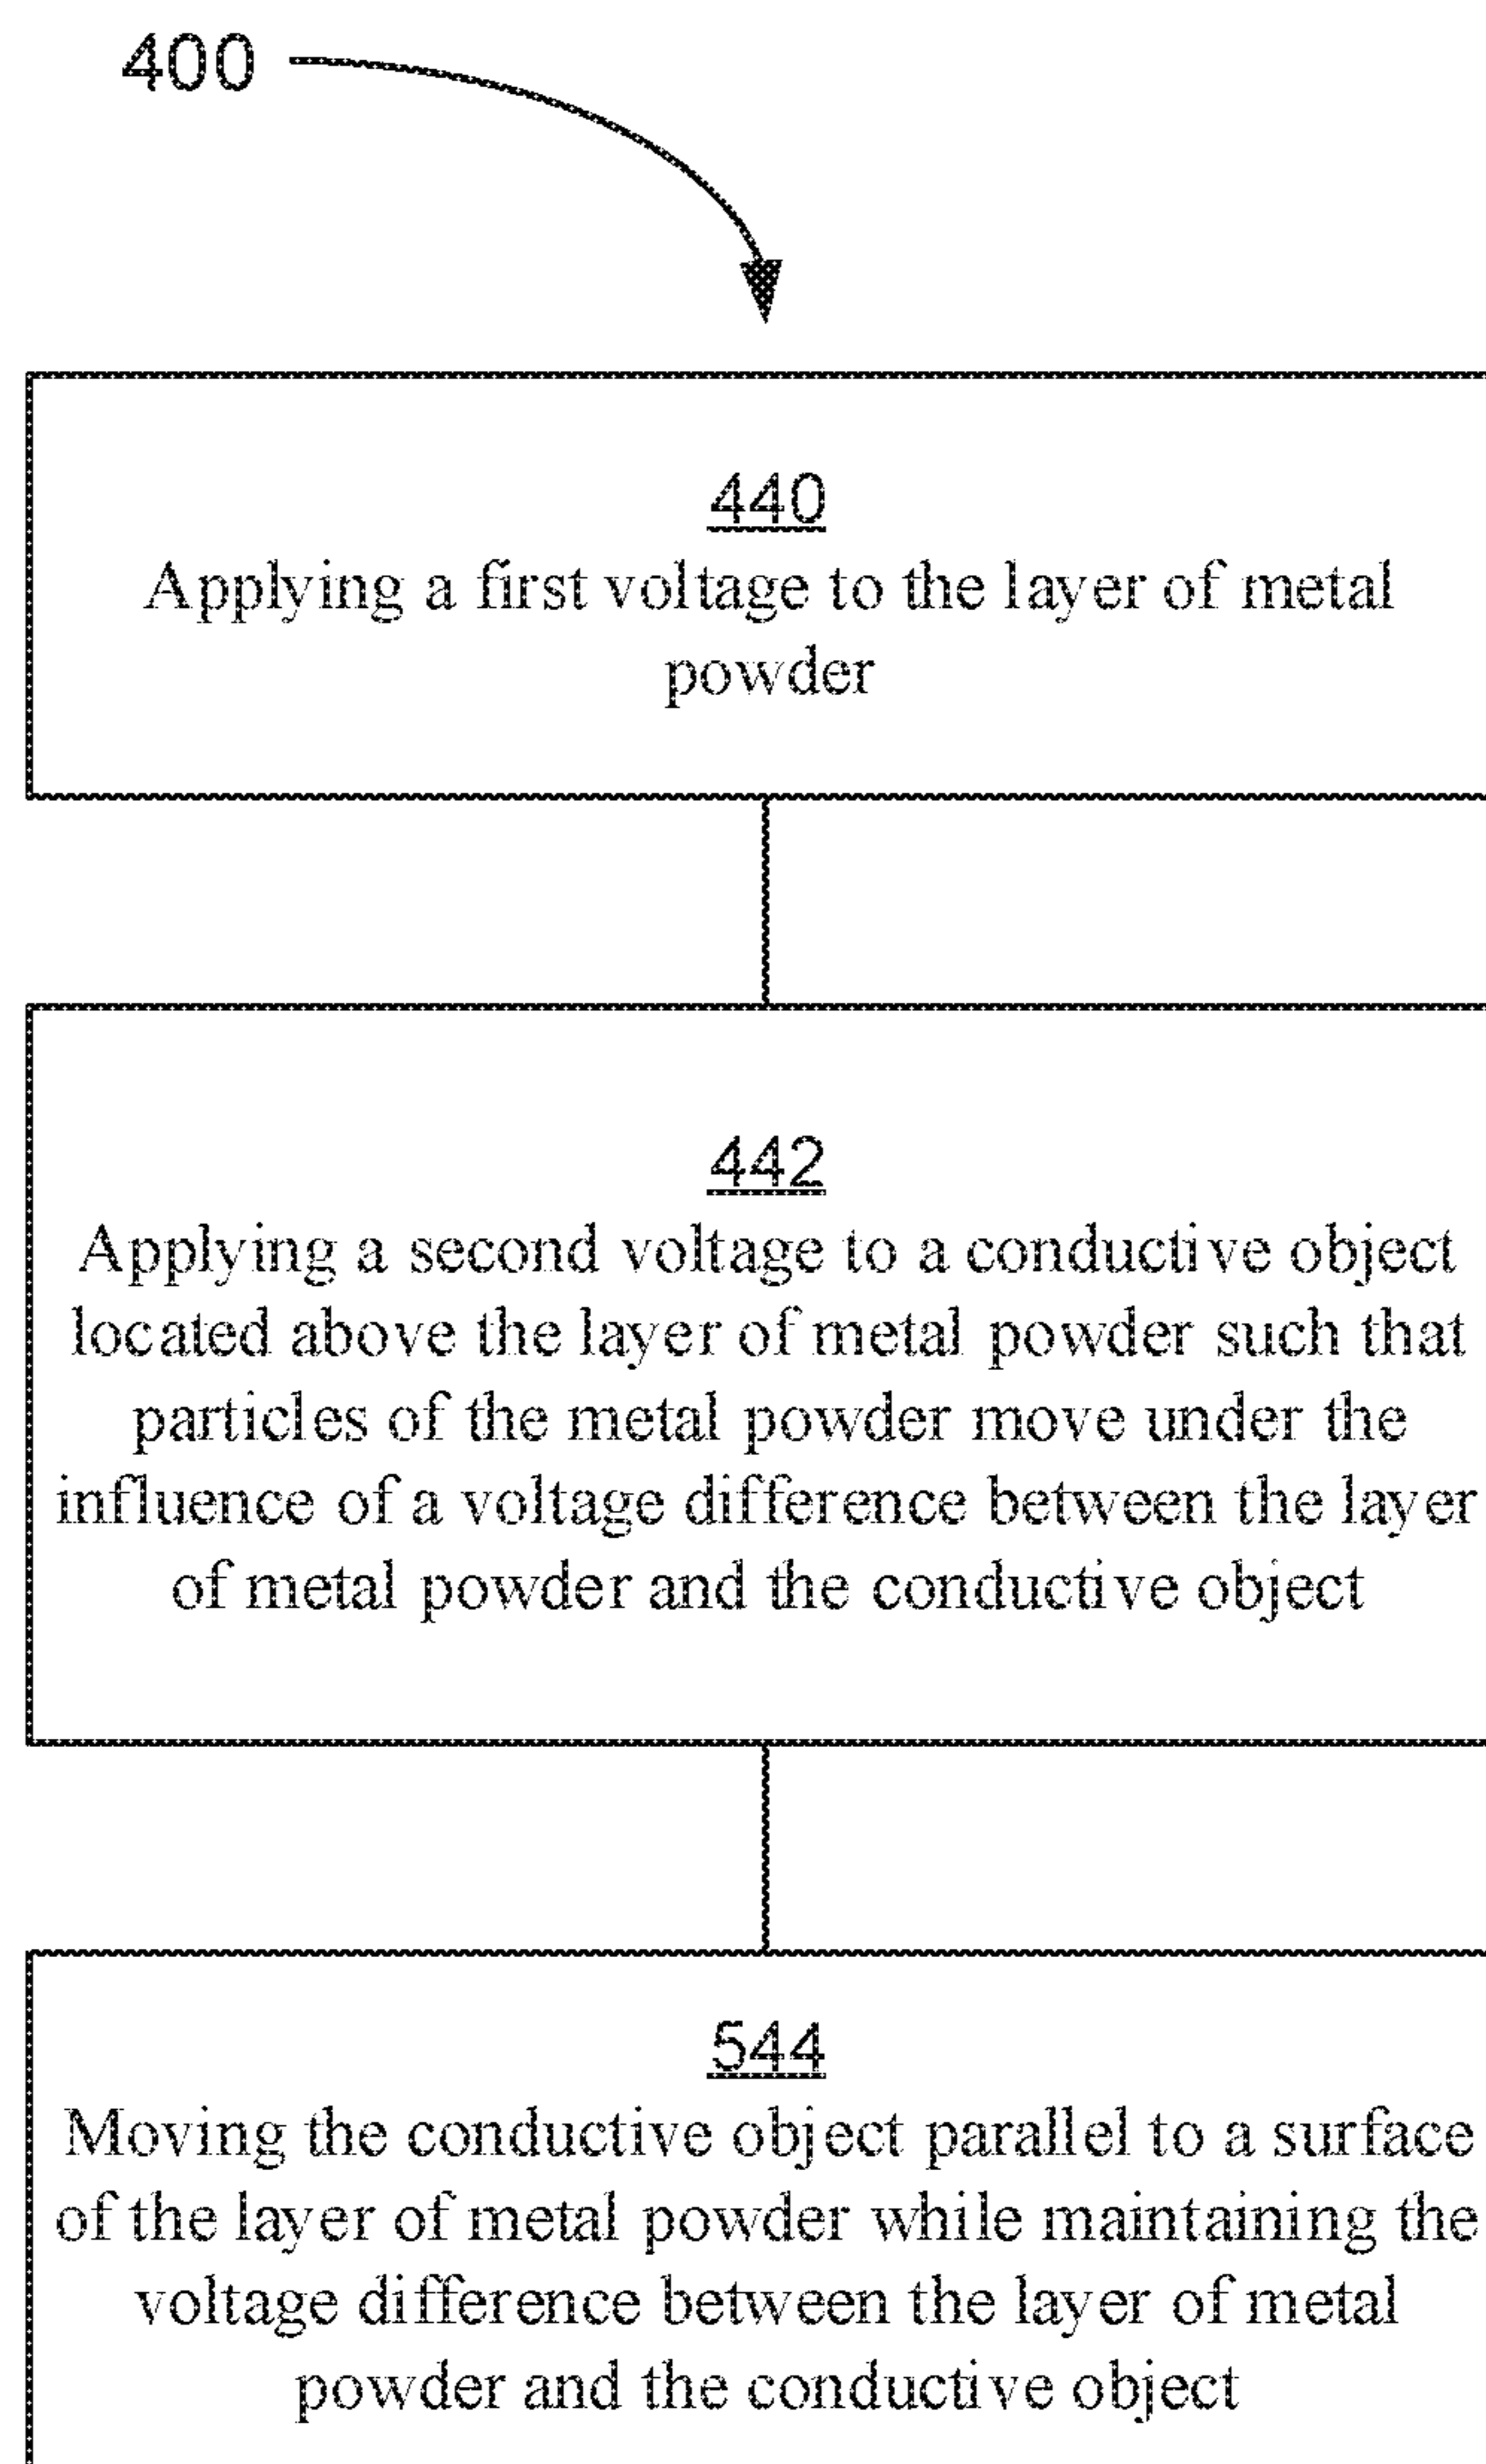 400
440
Applying a first voltage to the layer of metal
powder
442
Applying a second voltage to a conductive object
located above the layer of metal powder such that
particles of the metal powder move under the
influence of a voltage difference between the layer
of metal powder and the conductive object
544
Moving the conductive object parallel to a surface
of the layer of metal powder while maintaining the
voltage difference between the layer of metal
powder and the conductive object